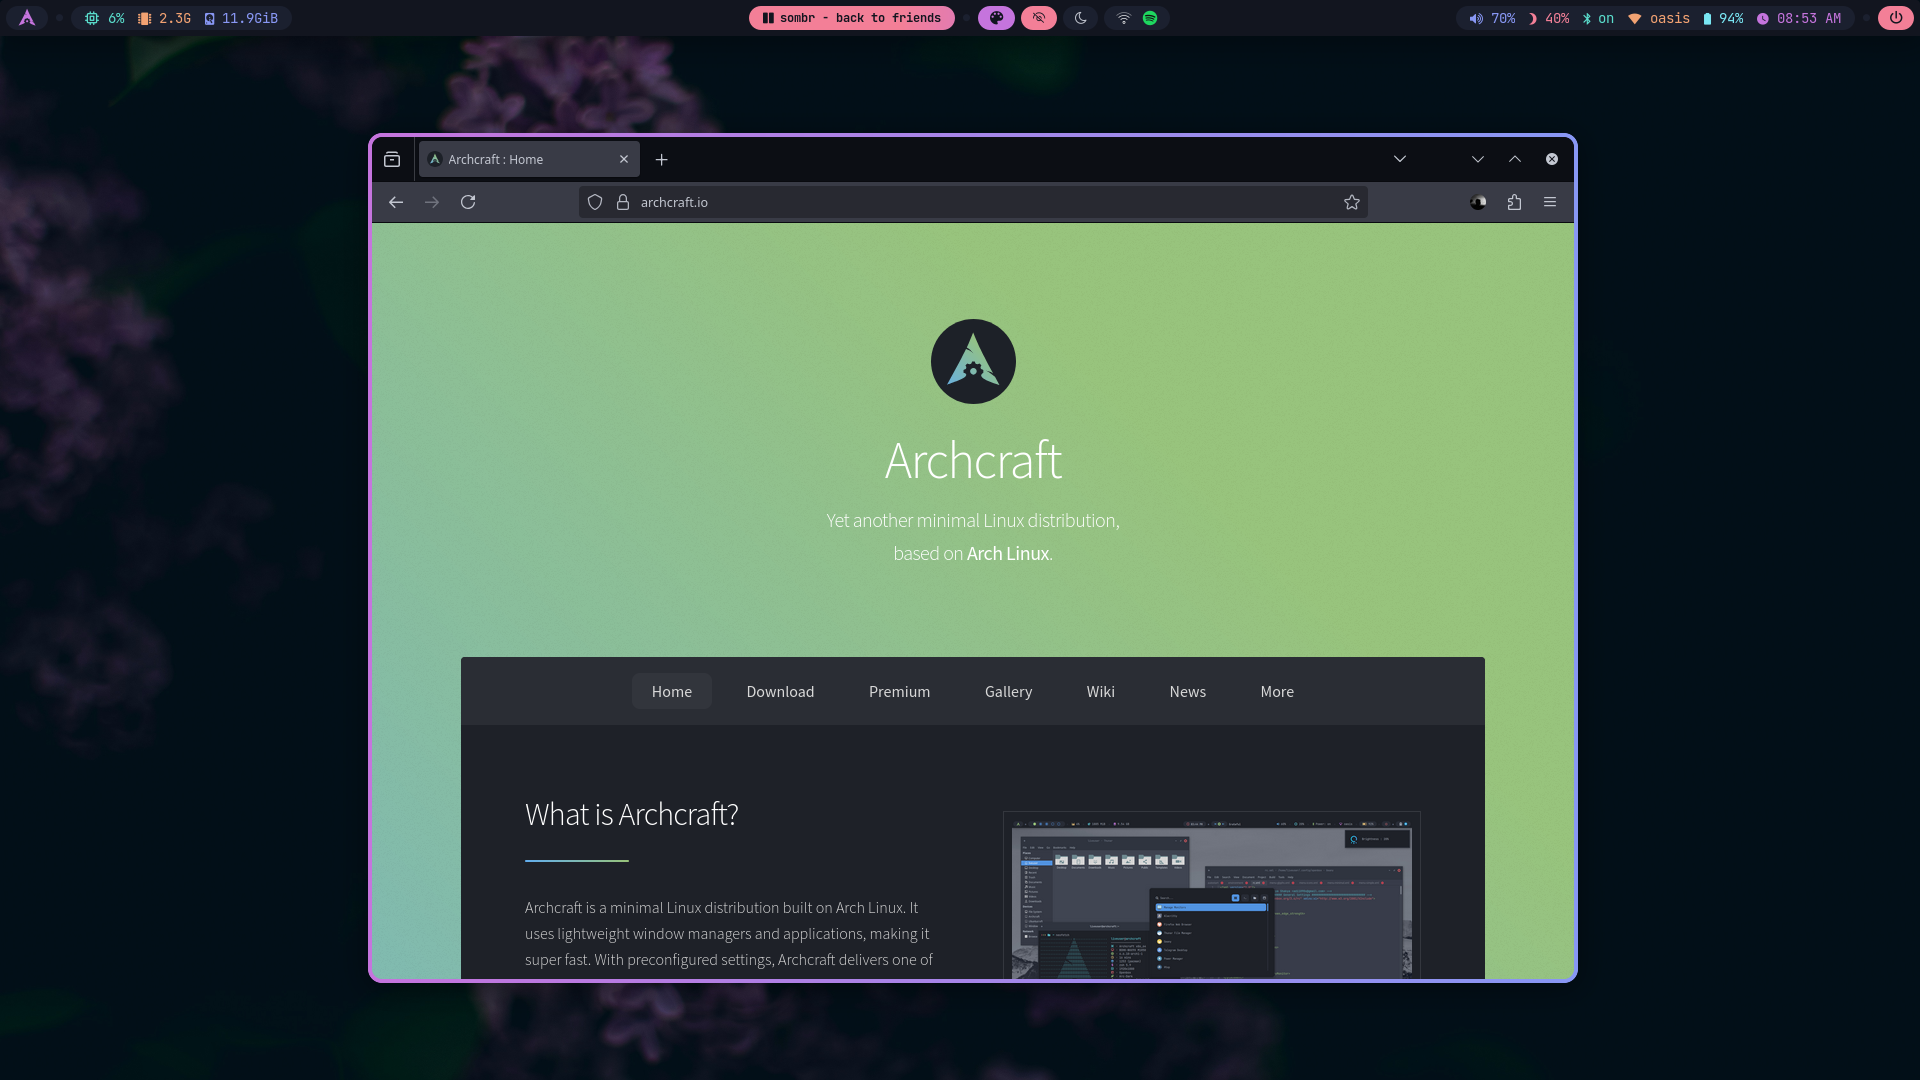 6% 2.3G 11.9GiB sombr - back to friends 70% 40% on oasis 94% 08:53 AM
Archcraft : Home
archcraft.io
Archcraft
Yet another minimal Linux distribution,
based on Arch Linux.
Home Download Premium Gallery Wiki News More
What is Archcraft?
Archcraft is a minimal Linux distribution built on Arch Linux. It
uses lightweight window managers and applications, making it
super fast. With preconfigured settings, Archcraft delivers one of